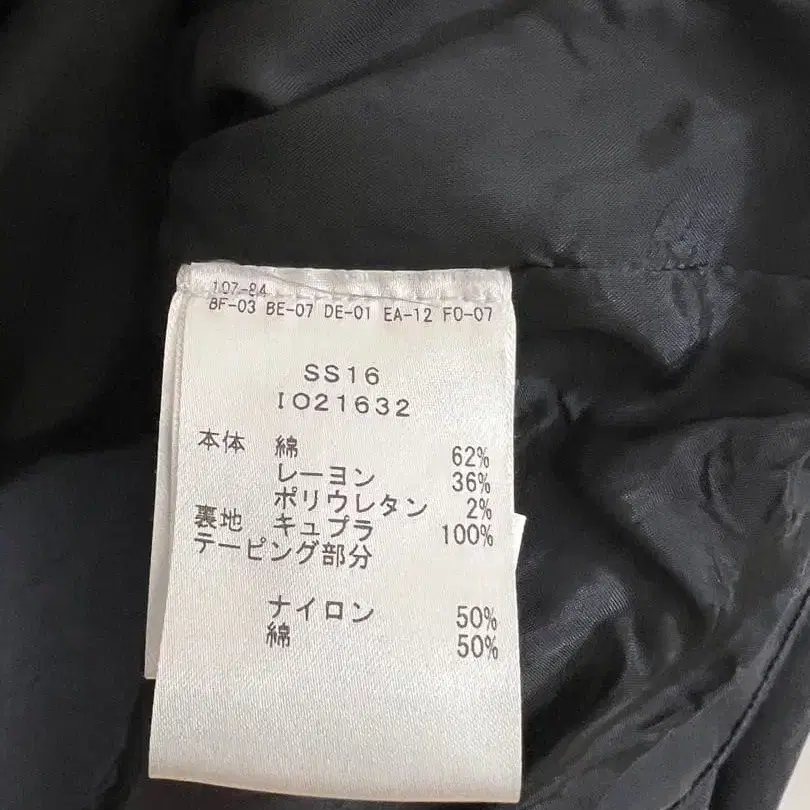 107-84
BF-03 BE-07 DE-01 EA-12 FO-07
SS16
IO21632
本体 綿 62%
レーヨン 36%
ポリウレタン 2%
裏地 キュプラ 100%
テーピング部分
ナイロン 50%
綿 50%